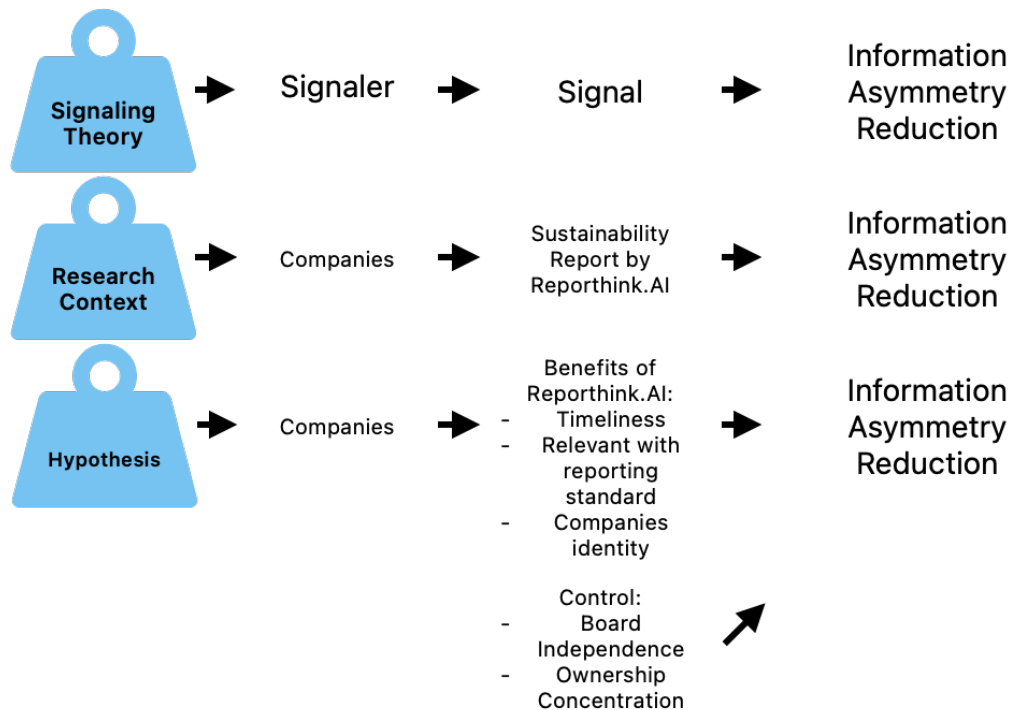 Signaling
Theory
Signaler
Signal
Information
Asymmetry
Reduction
Research
Context
Companies
Sustainability
Report by
Reporthink.AI
Information
Asymmetry
Reduction
Hypothesis
Companies
Benefits of
Reporthink.AI:
- Timeliness
- Relevant with
reporting
standard
- Companies
identity
Information
Asymmetry
Reduction
Control:
- Board
Independence
- Ownership
Concentration